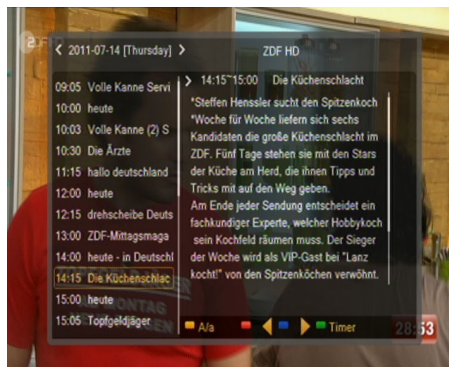 < 2011-07-14 [Thursday] >
ZDF HD
09:05 Volle Kanne Servi
10:00 heute
10:03 Volle Kanne (2) S
10:30 Die Ärzte
11:15 hallo deutschland
12:00 heute
12:15 drehscheibe Deuts
13:00 ZDF-Mittagsmaga
14:00 heute - in Deutschl
14:15 Die Küchenschlac
15:00 heute
15:05 Topfgeldjäger
> 14:15~15:00 Die Küchenschlacht
*Steffen Henssler sucht den Spitzenkoch
*Woche für Woche liefern sich sechs
Kandidaten die große Küchenschlacht im
ZDF. Fünf Tage stehen sie mit den Stars
der Küche am Herd, die ihnen Tipps und
Tricks mit auf den Weg geben.
Am Ende jeder Sendung entscheidet ein
fachkundiger Experte, welcher Hobbykoch
sein Kochfeld räumen muss. Der Sieger
der Woche wird als VIP-Gast bei "Lanz
kocht!" von den Spitzenköchen verwöhnt.
A/a
Timer
28:53
MONTAG